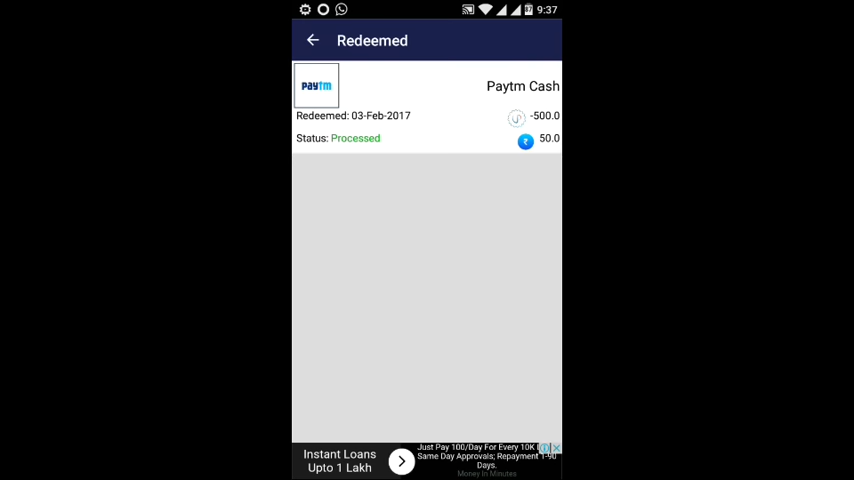 9:37
Redeemed
paytm
Paytm Cash
Redeemed: 03-Feb-2017
-500.0
Status: Processed
₹ 50.0
Instant Loans
Upto 1 Lakh
Just Pay 100/Day For Every 10K
Same Day Approvals; Repayment 1-90
Days.
Money In Minutes